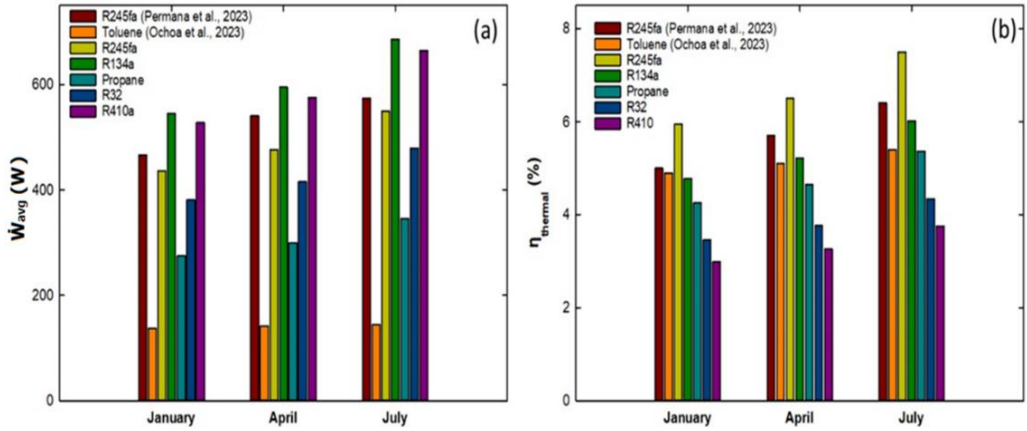 (a)
R245fa (Permana et al., 2023)
Toluene (Ochoa et al., 2023)
R245fa
R134a
Propane
R32
R410a
600
400
200
0
Ẇavg (W)
January April July
(b)
R245fa (Permana et al., 2023)
Toluene (Ochoa et al., 2023)
R245fa
R134a
Propane
R32
R410
8
6
4
2
0
ηthermal (%)
January April July